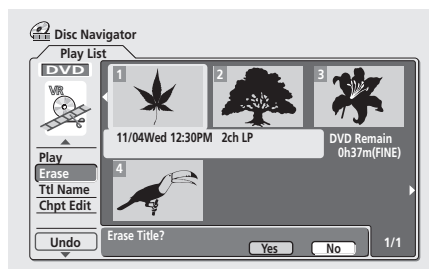 Disc Navigator
Play List
DVD
VR
1
2
3
11/04Wed 12:30PM 2ch LP
DVD Remain
0h37m(FINE)
4
Play
Erase
Ttl Name
Chpt Edit
Undo
Erase Title?
Yes
No
1/1